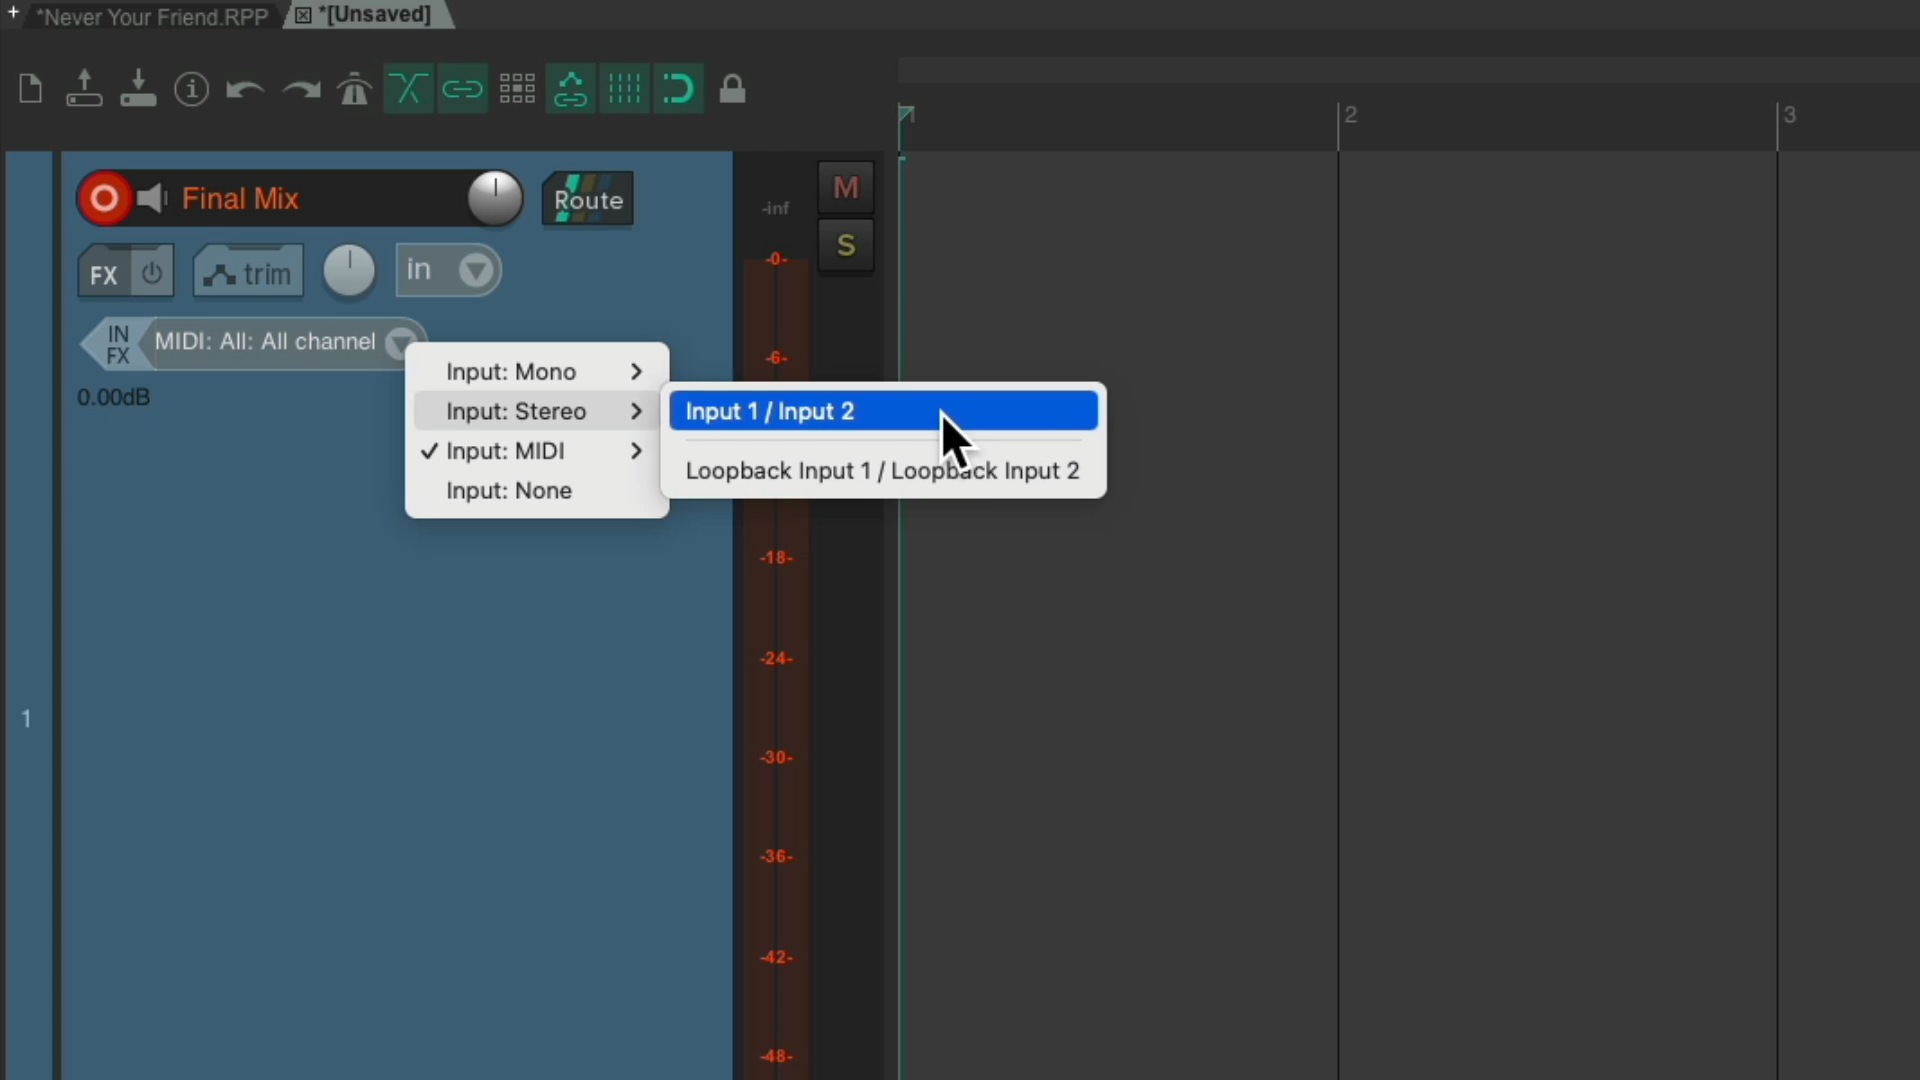 + *Never Your Friend.RPP *[Unsaved]
1 2 3
Final Mix Route
-inf M
S
FX trim in
IN FX MIDI: All: All channel
0.00dB
Input: Mono
Input: Stereo
Input: MIDI
Input: None
Input 1 / Input 2
Loopback Input 1 / Loopback Input 2
-0-
-6-
-18-
-24-
-30-
-36-
-42-
-48-
1